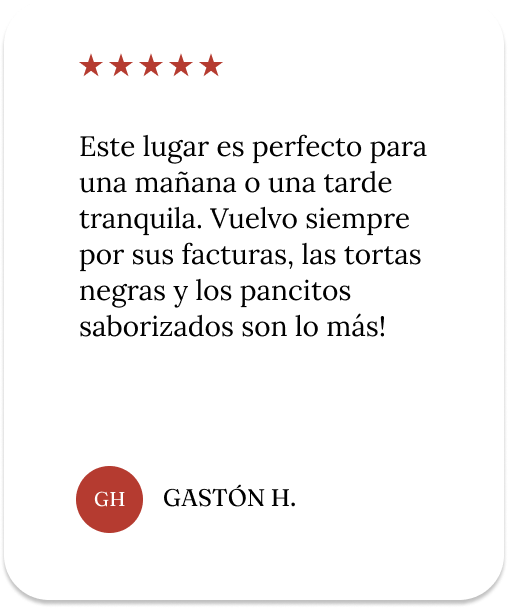 ★★★★★
Este lugar es perfecto para
una mañana o una tarde
tranquila. Vuelvo siempre
por sus facturas, las tortas
negras y los pancitos
saborizados son lo más!
GH
GASTÓN H.